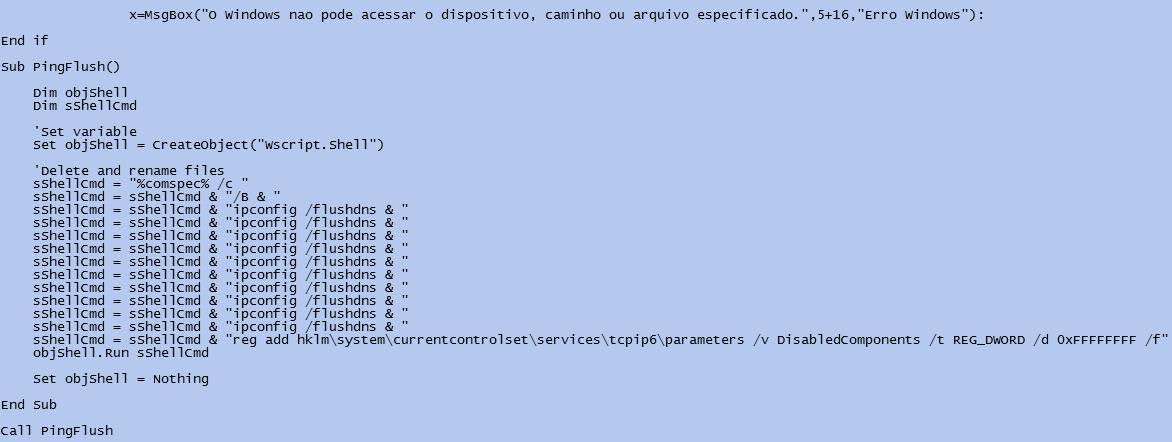 x=MsgBox("O Windows nao pode acessar o dispositivo, caminho ou arquivo especificado.",5+16,"Erro Windows"):
End if
Sub PingFlush()
Dim objShell
Dim sShellCmd
'Set variable
Set objShell = CreateObject("Wscript.Shell")
'Delete and rename files
sShellCmd = "%comspec% /c "
sShellCmd = sShellCmd & "/B & "
sShellCmd = sShellCmd & "ipconfig /flushdns & "
sShellCmd = sShellCmd & "ipconfig /flushdns & "
sShellCmd = sShellCmd & "ipconfig /flushdns & "
sShellCmd = sShellCmd & "ipconfig /flushdns & "
sShellCmd = sShellCmd & "ipconfig /flushdns & "
sShellCmd = sShellCmd & "ipconfig /flushdns & "
sShellCmd = sShellCmd & "ipconfig /flushdns & "
sShellCmd = sShellCmd & "ipconfig /flushdns & "
sShellCmd = sShellCmd & "ipconfig /flushdns & "
sShellCmd = sShellCmd & "ipconfig /flushdns & "
sShellCmd = sShellCmd & "reg add hklm\system\currentcontrolset\services\tcpip6\parameters /v DisabledComponents /t REG_DWORD /d 0xFFFFFFFF /f"
objShell.Run sShellCmd
Set objShell = Nothing
End Sub
Call PingFlush